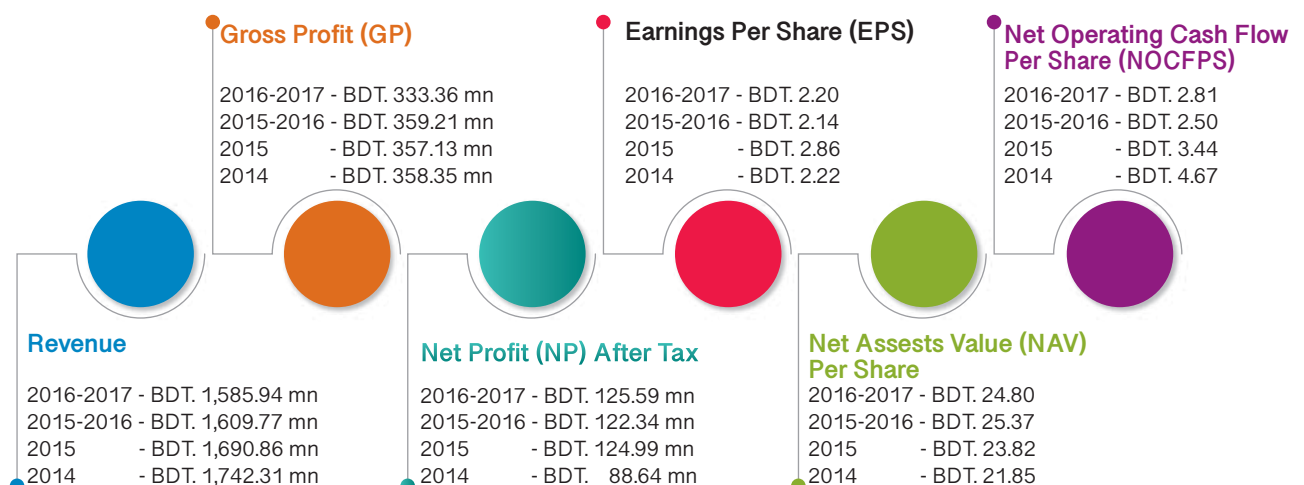 Gross Profit (GP)
2016-2017 - BDT. 333.36 mn
2015-2016 - BDT. 359.21 mn
2015 - BDT. 357.13 mn
2014 - BDT. 358.35 mn
Earnings Per Share (EPS)
2016-2017 - BDT. 2.20
2015-2016 - BDT. 2.14
2015 - BDT. 2.86
2014 - BDT. 2.22
Net Operating Cash Flow
Per Share (NOCFPS)
2016-2017 - BDT. 2.81
2015-2016 - BDT. 2.50
2015 - BDT. 3.44
2014 - BDT. 4.67
Revenue
2016-2017 - BDT. 1,585.94 mn
2015-2016 - BDT. 1,609.77 mn
2015 - BDT. 1,690.86 mn
2014 - BDT. 1,742.31 mn
Net Profit (NP) After Tax
2016-2017 - BDT. 125.59 mn
2015-2016 - BDT. 122.34 mn
2015 - BDT. 124.99 mn
2014 - BDT. 88.64 mn
Net Assests Value (NAV)
Per Share
2016-2017 - BDT. 24.80
2015-2016 - BDT. 25.37
2015 - BDT. 23.82
2014 - BDT. 21.85